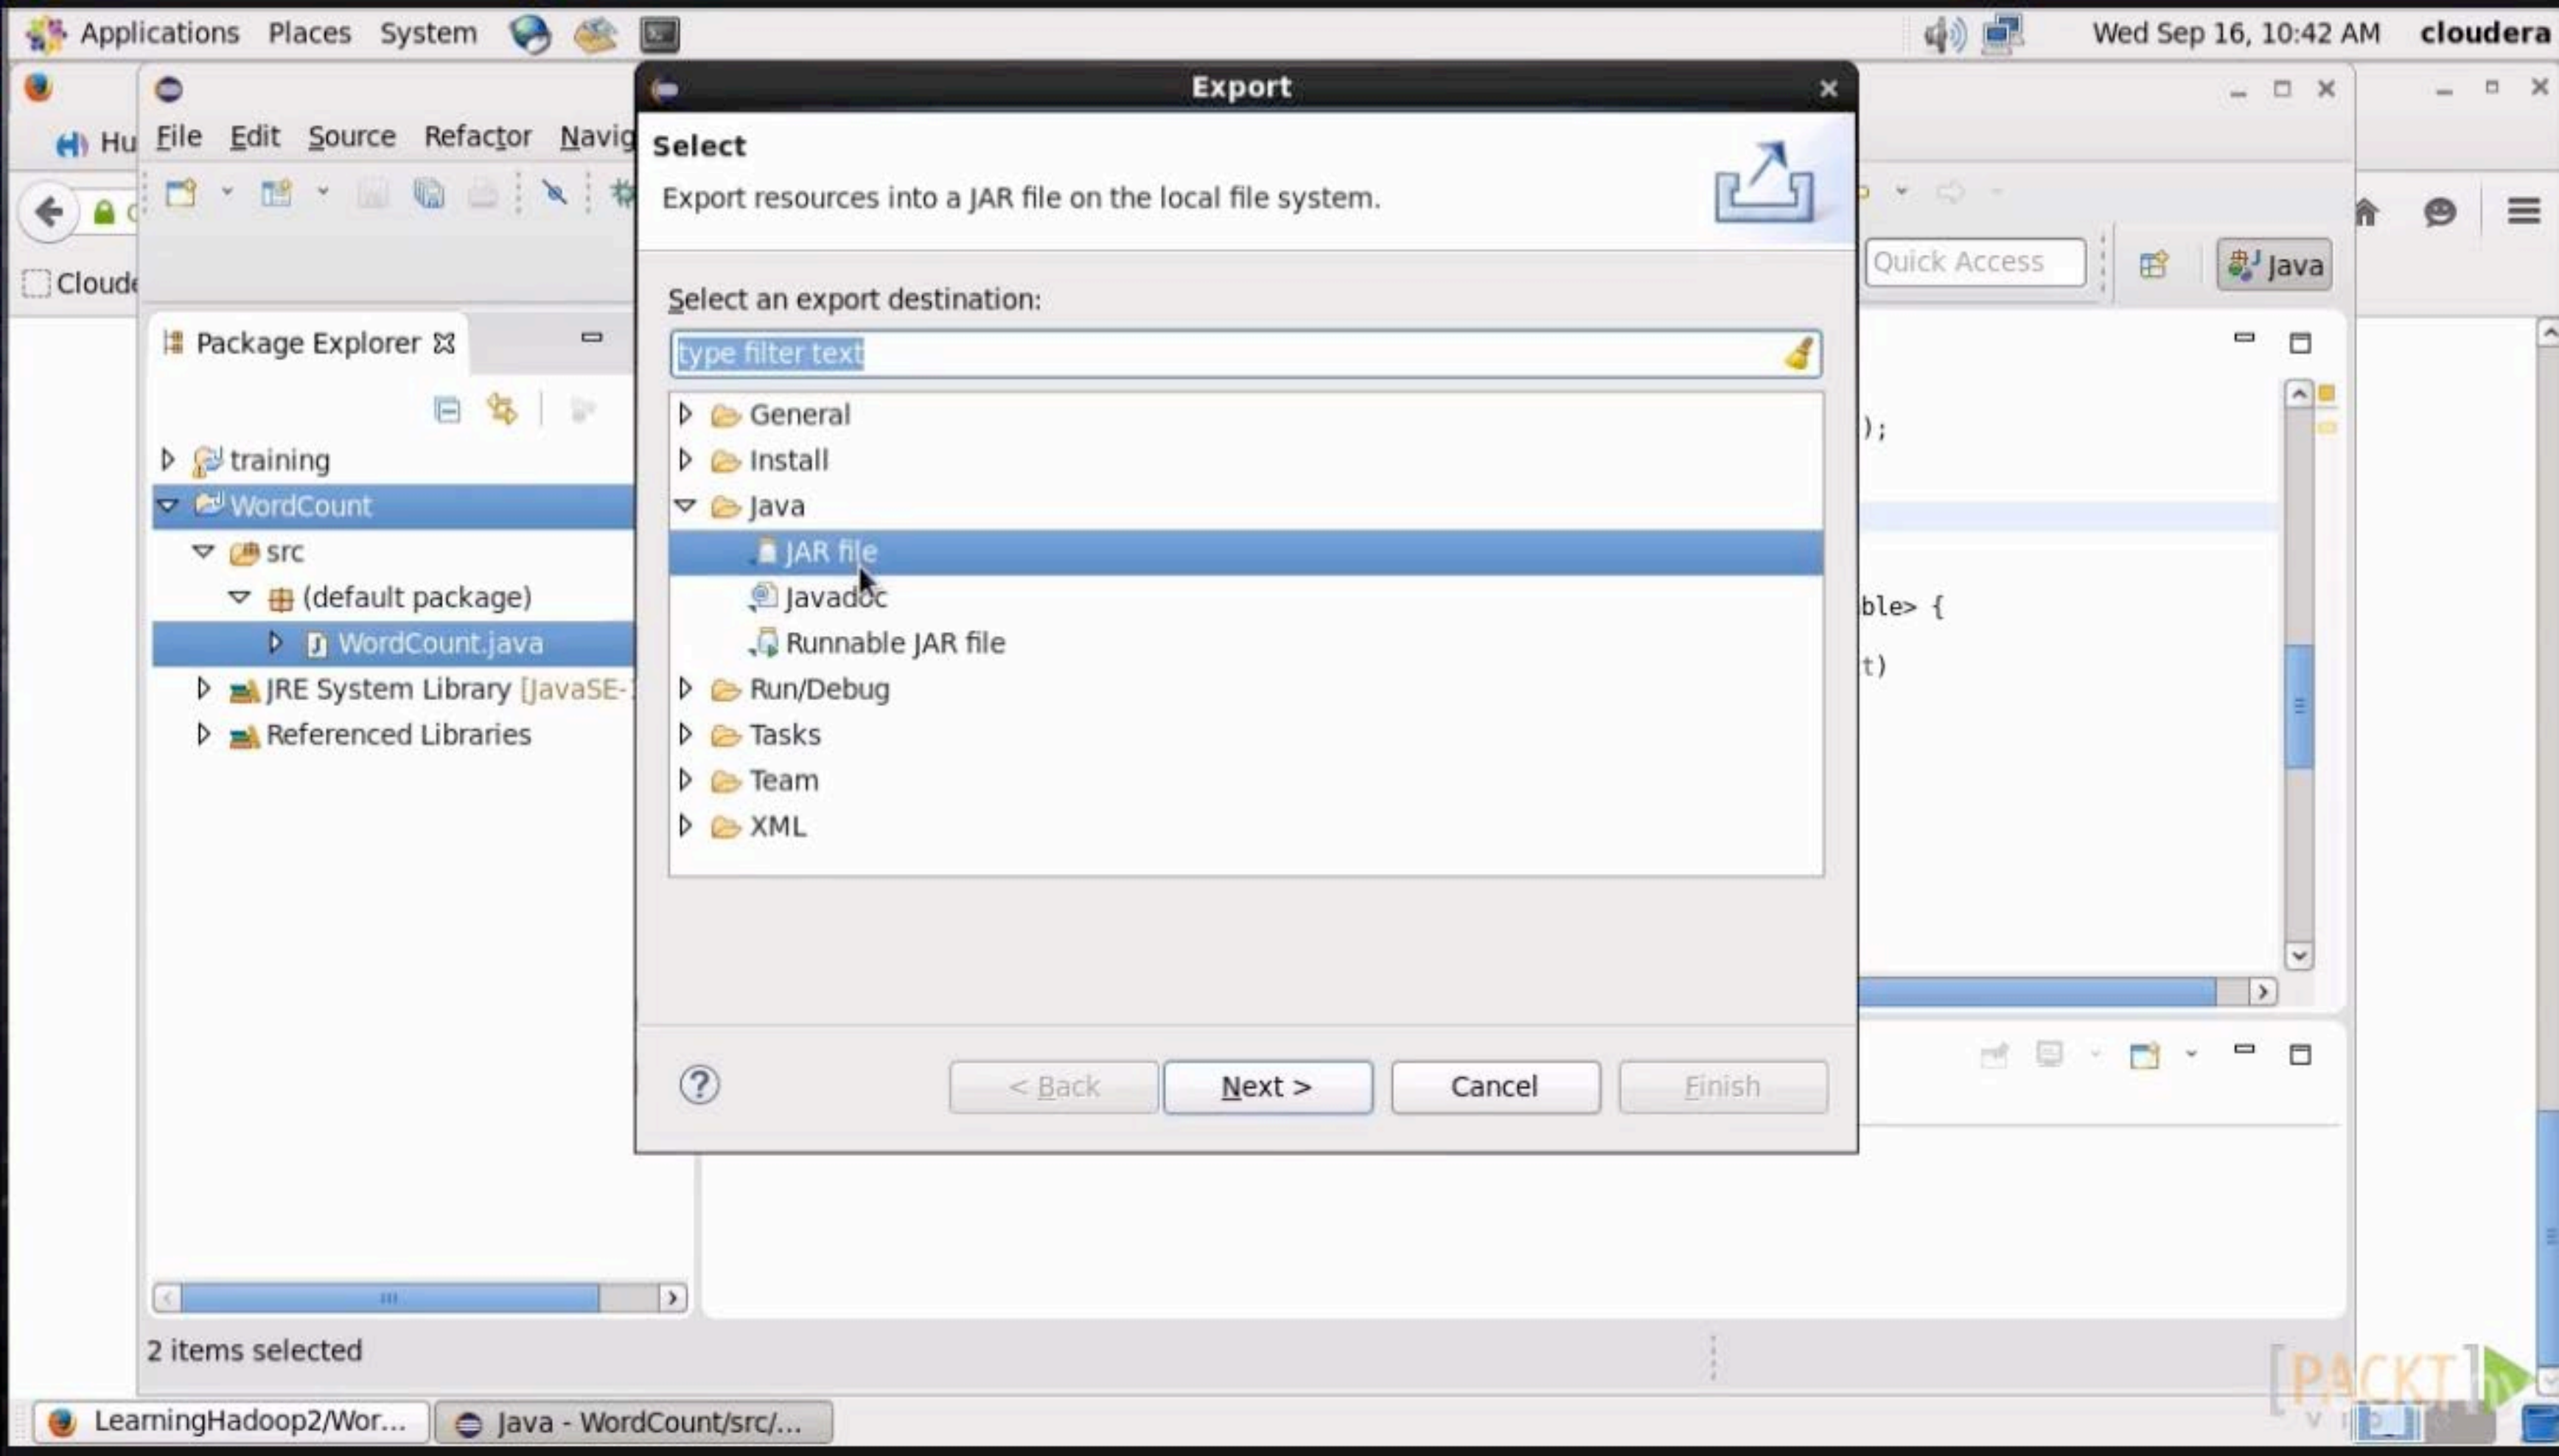 Applications Places System Wed Sep 16, 10:42 AM cloudera
Export
Hu File Edit Source Refactor Navig
Select
Export resources into a JAR file on the local file system.
Quick Access Java
Cloude
Select an export destination:
Package Explorer
type filter text
General
);
training
Install
WordCount
Java
src
JAR file
(default package)
Javadoc
ble> {
WordCount.java
Runnable JAR file
t)
JRE System Library [JavaSE-
Run/Debug
Referenced Libraries
Tasks
Team
XML
< Back Next > Cancel Finish
2 items selected
[PACKT]
LearningHadoop2/Wor... Java - WordCount/src/...